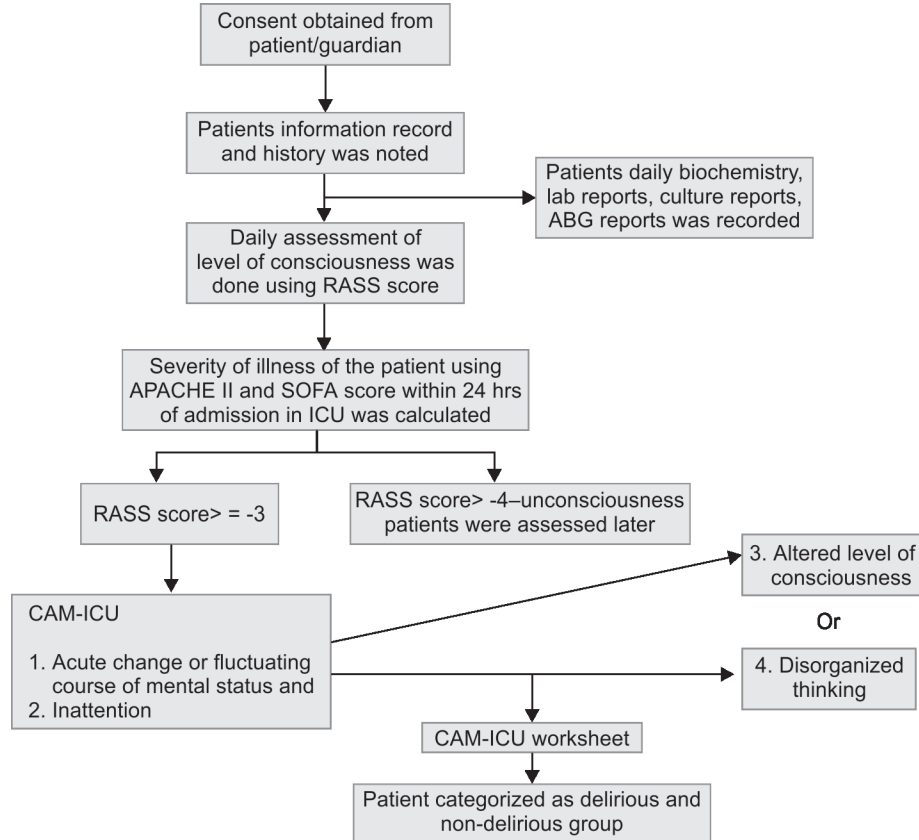 Consent obtained from
patient/guardian
Patients information record
and history was noted
Patients daily biochemistry,
lab reports, culture reports,
ABG reports was recorded
Daily assessment of
level of consciousness was
done using RASS score
Severity of illness of the patient using
APACHE II and SOFA score within 24 hrs
of admission in ICU was calculated
RASS score> = -3
RASS score> -4–unconsciousness
patients were assessed later
CAM-ICU
1. Acute change or fluctuating
course of mental status and
2. Inattention
3. Altered level of
consciousness
Or
4. Disorganized
thinking
CAM-ICU worksheet
Patient categorized as delirious and
non-delirious group